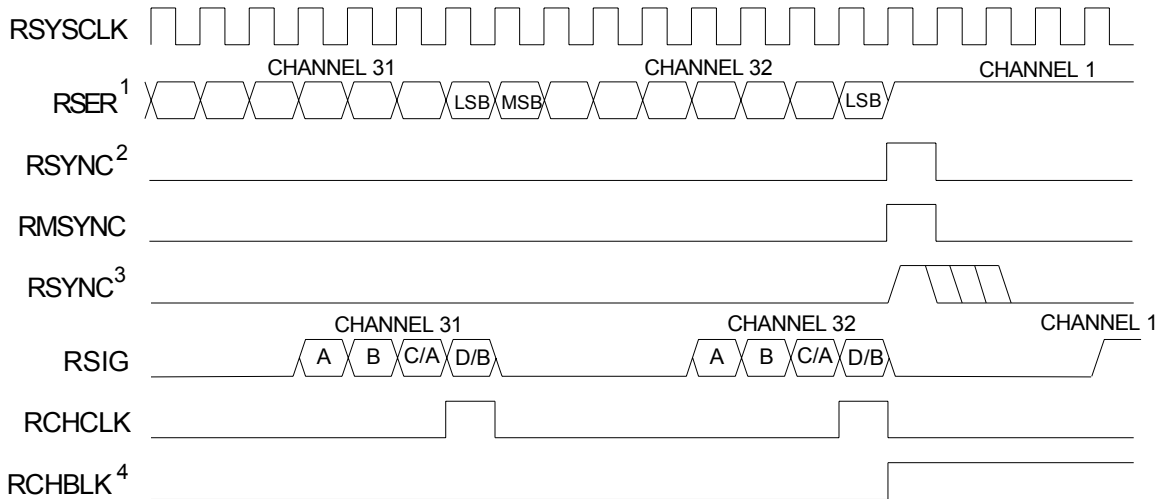 RSYSCLK
CHANNEL 31 CHANNEL 32 CHANNEL 1
RSER1 LSB MSB LSB
RSYNC2
RMSYNC
RSYNC3
CHANNEL 31 CHANNEL 32 CHANNEL 1
RSIG A B C/A D/B A B C/A D/B
RCHCLK
RCHBLK4